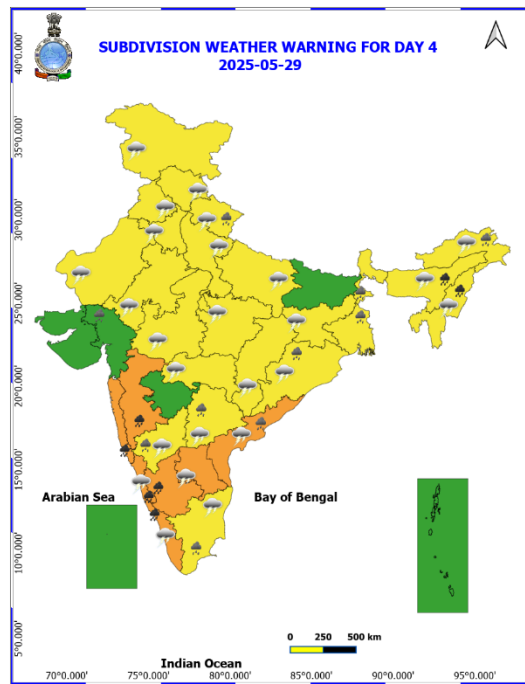 SUBDIVISION WEATHER WARNING FOR DAY 4
2025-05-29
40°0.000'
35°0.000'
30°0.000'
25°0.000'
20°0.000'
15°0.000'
10°0.000'
5°0.000'
Arabian Sea
Bay of Bengal
0 250 500 km
Indian Ocean
70°0.000' 75°0.000' 80°0.000' 85°0.000' 90°0.000' 95°0.000'